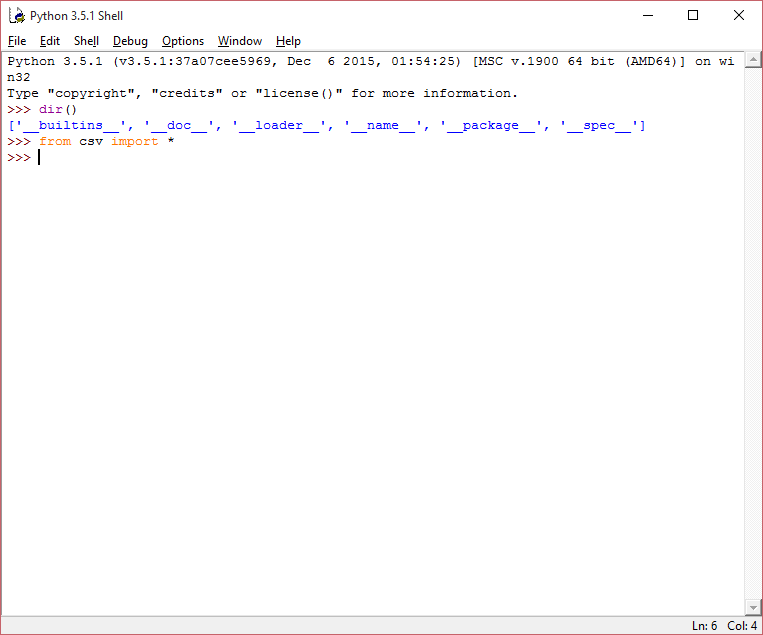 Python 3.5.1 Shell
File Edit Shell Debug Options Window Help
Python 3.5.1 (v3.5.1:37a07cee5969, Dec  6 2015, 01:54:25) [MSC v.1900 64 bit (AMD64)] on wi
n32
Type "copyright", "credits" or "license()" for more information.
>>> dir()
['__builtins__', '__doc__', '__loader__', '__name__', '__package__', '__spec__']
>>> from csv import *
>>>
Ln: 6 Col: 4